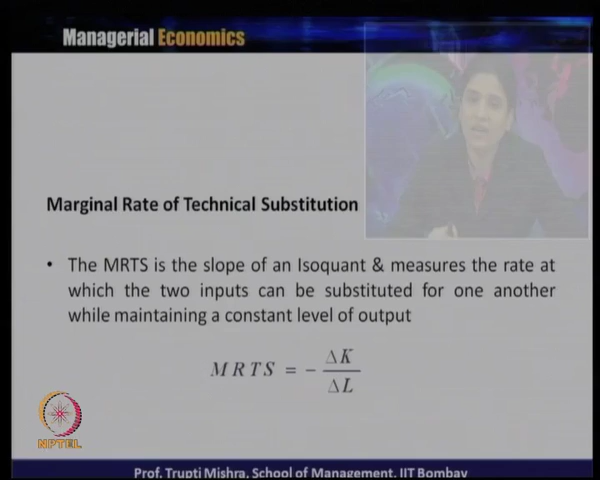 Managerial Economics
Marginal Rate of Technical Substitution
• The MRTS is the slope of an Isoquant & measures the rate at
which the two inputs can be substituted for one another
while maintaining a constant level of output
MRTS = - ΔK / ΔL
NPTEL
Prof. Trupti Mishra, School of Management, IIT Bombay